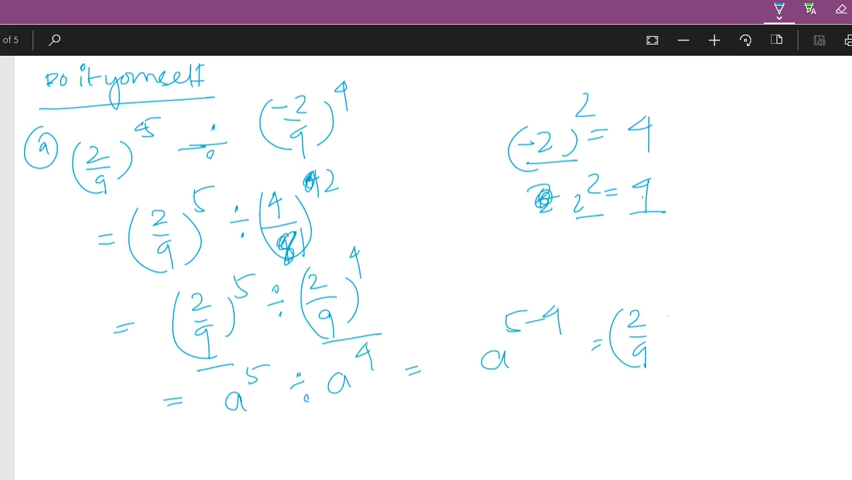 of 5
Do it yourself
(a) (2/9)^5 ÷ (-2/9)^4
= (2/9)^5 ÷ (4/81)^2
= (2/9)^5 ÷ (2/9)^4
= a^5 ÷ a^4 = a^5-4 = (2/9
(-2)^2 = 4
2^2 = 4